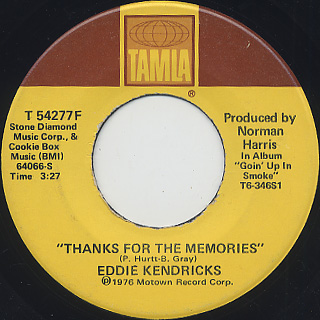 TAMLA
®
T 54277F
Stone Diamond
Music Corp., &
Cookie Box
Music (BMI)
64066-S
Time 3:27
Produced by
Norman
Harris
In Album
"Goin' Up In
Smoke"
T6-346S1
"THANKS FOR THE MEMORIES"
(P. Hurtt-B. Gray)
EDDIE KENDRICKS
℗1976 Motown Record Corp.